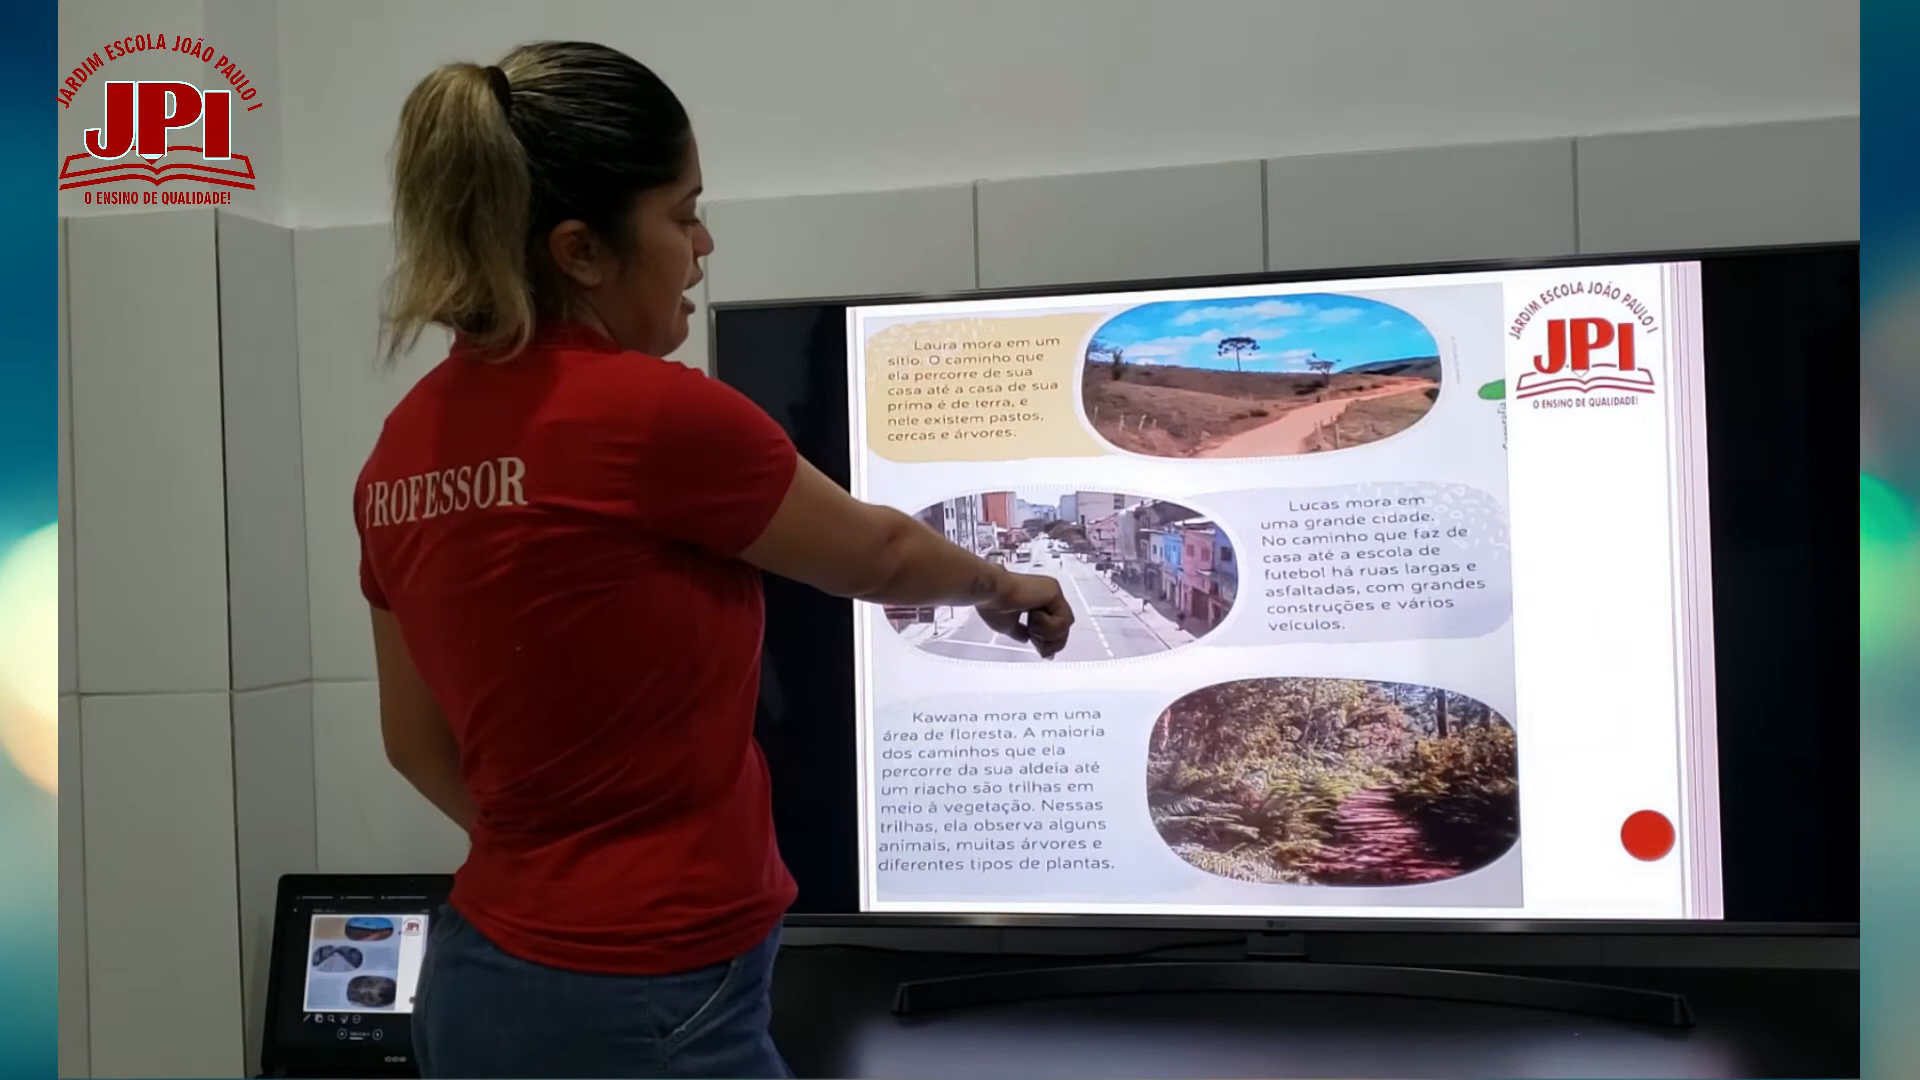 JARDIM ESCOLA JOÃO PAULO I
JPI
O ENSINO DE QUALIDADE!
PROFESSOR
Laura mora em um
sítio. O caminho que
ela percorre de sua
casa até a casa de sua
prima é de terra, e
nele existem pastos,
cercas e árvores.
JARDIM ESCOLA JOÃO PAULO I
JPI
O ENSINO DE QUALIDADE!
Lucas mora em
uma grande cidade.
No caminho que faz de
casa até a escola de
futebol há ruas largas e
asfaltadas, com grandes
construções e vários
veículos.
Kawana mora em uma
área de floresta. A maioria
dos caminhos que ela
percorre da sua aldeia até
um riacho são trilhas em
meio à vegetação. Nessas
trilhas, ela observa alguns
animais, muitas árvores e
diferentes tipos de plantas.
LG
JPI
cce